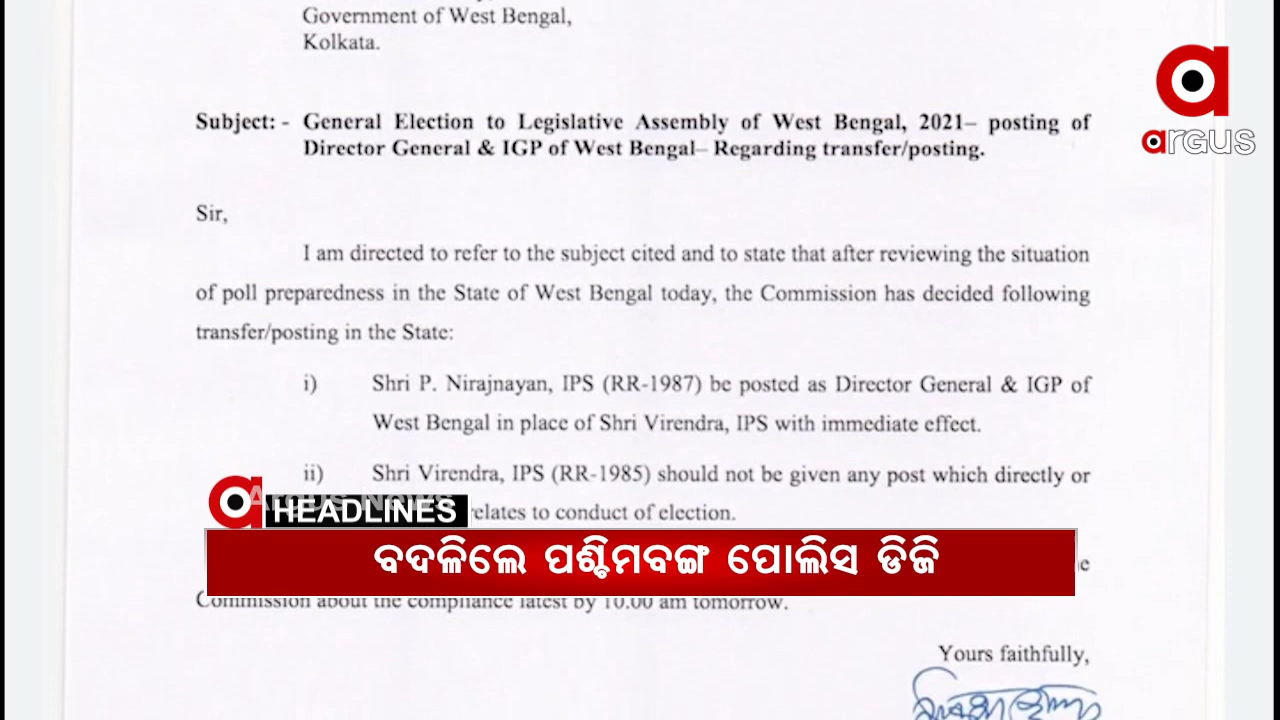 Government of West Bengal,
Kolkata.
argus
Subject: - General Election to Legislative Assembly of West Bengal, 2021– posting of
Director General & IGP of West Bengal– Regarding transfer/posting.
Sir,
I am directed to refer to the subject cited and to state that after reviewing the situation
of poll preparedness in the State of West Bengal today, the Commission has decided following
transfer/posting in the State:
i) Shri P. Nirajnayan, IPS (RR-1987) be posted as Director General & IGP of
West Bengal in place of Shri Virendra, IPS with immediate effect.
ii) Shri Virendra, IPS (RR-1985) should not be given any post which directly or
Argus News
HEADLINES
relates to conduct of election.
ବଦଳିଲେ ପଶ୍ଚିମବଙ୍ଗ ପୋଲିସ ଡିଜି
Commission about the compliance latest by 10.00 am tomorrow.
Yours faithfully,